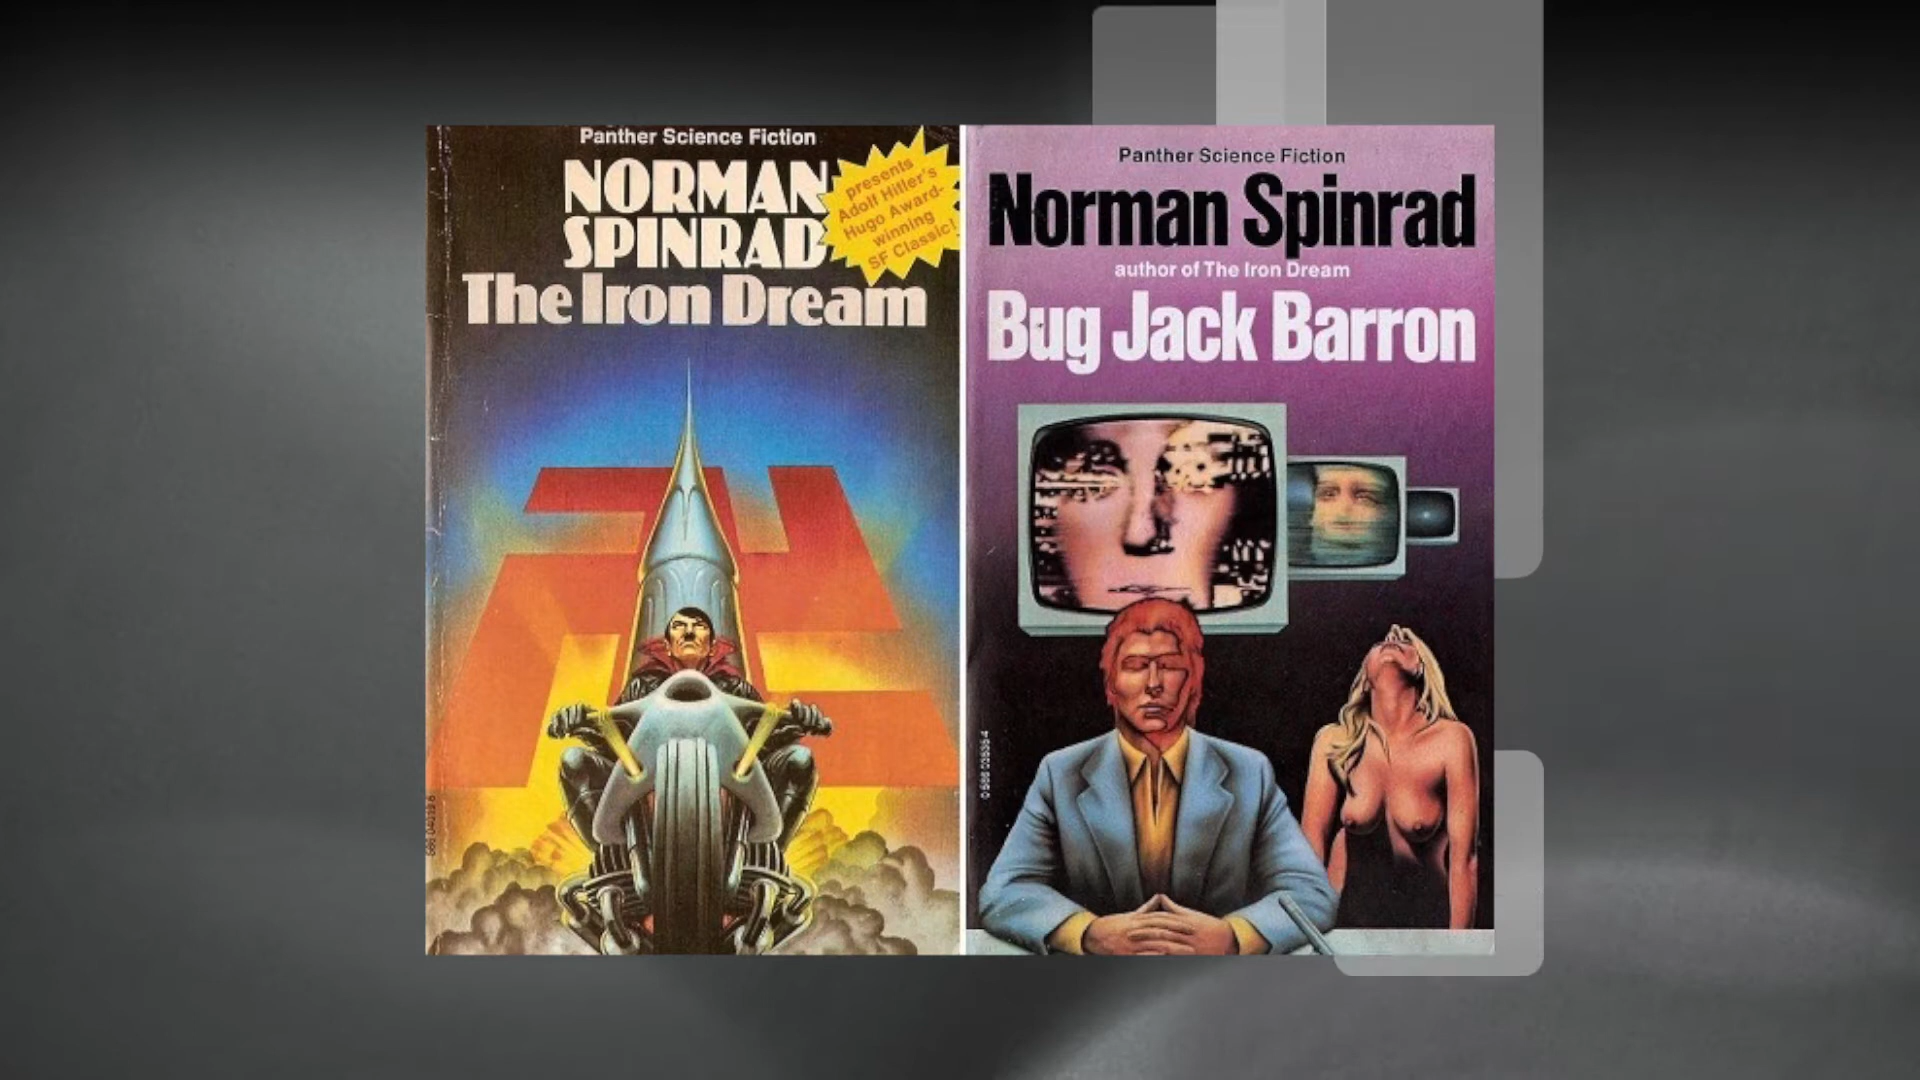 Panther Science Fiction
NORMAN
SPINRAD
The Iron Dream
presents
Adolf Hitler's
Hugo Award-
winning
SF Classic!
Panther Science Fiction
Norman Spinrad
author of The Iron Dream
Bug Jack Barron